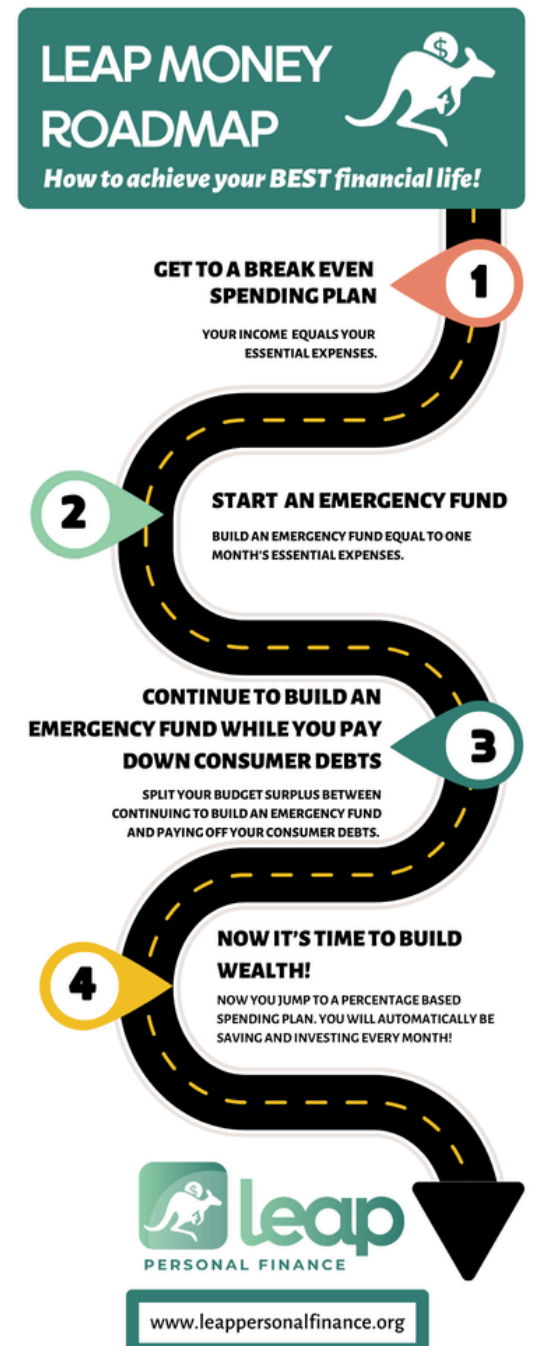 LEAP MONEY
ROADMAP
How to achieve your BEST financial life!
$
1
GET TO A BREAK EVEN
SPENDING PLAN
YOUR INCOME EQUALS YOUR
ESSENTIAL EXPENSES.
2
START AN EMERGENCY FUND
BUILD AN EMERGENCY FUND EQUAL TO ONE
MONTH'S ESSENTIAL EXPENSES.
3
CONTINUE TO BUILD AN
EMERGENCY FUND WHILE YOU PAY
DOWN CONSUMER DEBTS
SPLIT YOUR BUDGET SURPLUS BETWEEN
CONTINUING TO BUILD AN EMERGENCY FUND
AND PAYING OFF YOUR CONSUMER DEBTS.
4
NOW IT'S TIME TO BUILD
WEALTH!
NOW YOU JUMP TO A PERCENTAGE BASED
SPENDING PLAN. YOU WILL AUTOMATICALLY BE
SAVING AND INVESTING EVERY MONTH!
$
leap
PERSONAL FINANCE
www.leappersonalfinance.org